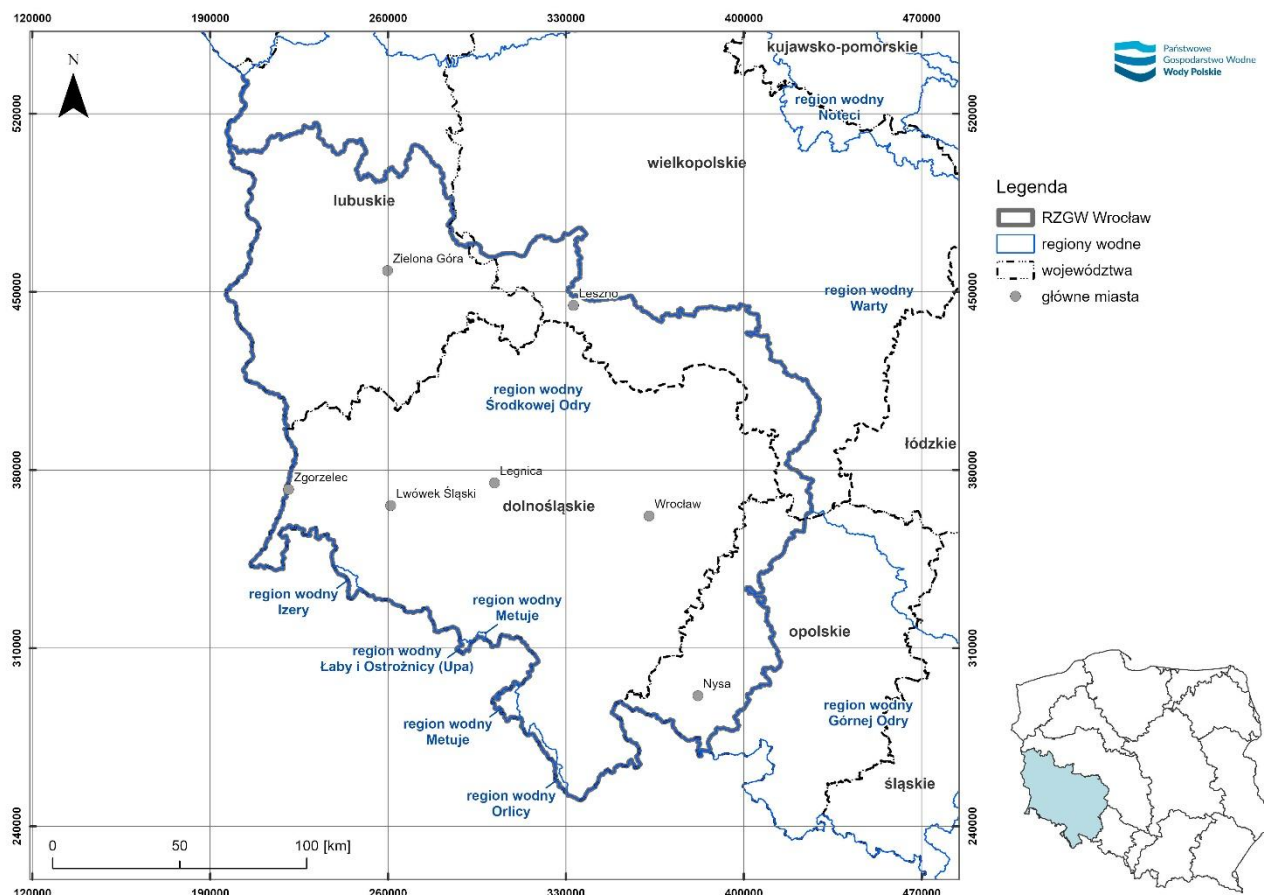 120000 190000 260000 330000 400000 470000
kujawsko-pomorskie
Państwowe
Gospodarstwo Wodne
Wody Polskie
N
region wodny
Noteci
520000 520000
wielkopolskie
lubuskie
Legenda
RZGW Wrocław
regiony wodne
województwa
główne miasta
Zielona Góra
450000 450000
Leszno
region wodny
Warty
region wodny
Środkowej Odry
łódzkie
380000 380000
Zgorzelec
Legnica
Lwówek Śląski
dolnośląskie
Wrocław
region wodny
Izery
region wodny
Metuje
region wodny
Łaby i Ostrożnicy (Upa)
opolskie
310000 310000
Nysa
region wodny
Metuje
region wodny
Górnej Odry
region wodny
Orlicy
śląskie
240000 240000
0 50 100 [km]
120000 190000 260000 330000 400000 470000